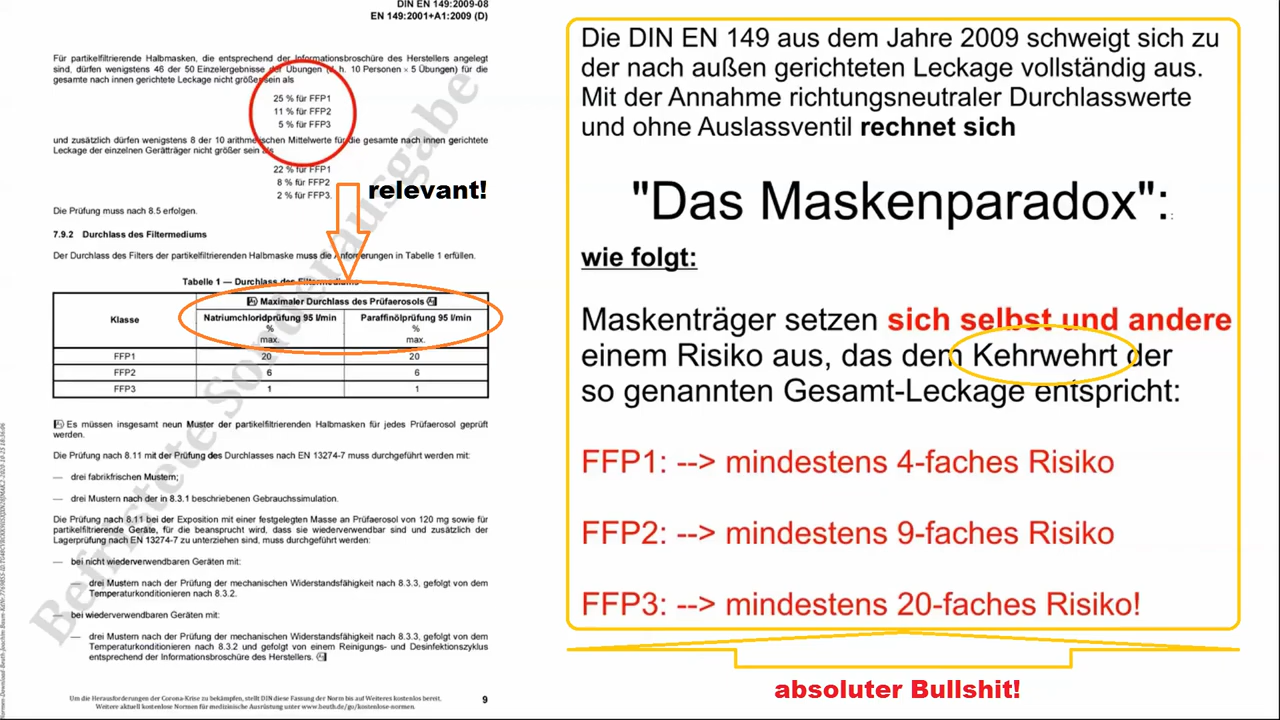 DIN EN 149:2009-08
EN 149:2001+A1:2009 (D)
Für partikelfiltrierende Halbmasken, die entsprechend der Informationsbroschüre des Herstellers angelegt
sind, dürfen wenigstens 46 der 50 Einzelergebnisse der Übungen (d. h. 10 Personen × 5 Übungen) für die
gesamte nach innen gerichtete Leckage nicht größer sein als
25 % für FFP1
11 % für FFP2
5 % für FFP3
und zusätzlich dürfen wenigstens 8 der 10 arithmetischen Mittelwerte für die gesamte nach innen gerichtete
Leckage der einzelnen Geräteträger nicht größer sein als
22 % für FFP1
8 % für FFP2
2 % für FFP3.
relevant!
Die Prüfung muss nach 8.5 erfolgen.
7.9.2 Durchlass des Filtermediums
Der Durchlass des Filters der partikelfiltrierenden Halbmaske muss die Anforderungen in Tabelle 1 erfüllen.
Tabelle 1 — Durchlass des Filtermediums
Klasse
Maximaler Durchlass des Prüfaerosols
Natriumchloridprüfung 95 l/min
%
max.
Paraffinölprüfung 95 l/min
%
max.
FFP1 20 20
FFP2 6 6
FFP3 1 1
Es müssen insgesamt neun Muster der partikelfiltrierenden Halbmasken für jedes Prüfaerosol geprüft
werden.
Die Prüfung nach 8.11 mit der Prüfung des Durchlasses nach EN 13274-7 muss durchgeführt werden mit:
— drei fabrikfrischen Mustern;
— drei Mustern nach der in 8.3.1 beschriebenen Gebrauchssimulation.
Die Prüfung nach 8.11 bei der Exposition mit einer festgelegten Masse an Prüfaerosol von 120 mg sowie für
partikelfiltrierende Geräte, für die beansprucht wird, dass sie wiederverwendbar sind und zusätzlich der
Lagerprüfung nach EN 13274-7 zu unterziehen sind, muss durchgeführt werden:
— bei nicht wiederverwendbaren Geräten mit:
— drei Mustern nach der Prüfung der mechanischen Widerstandsfähigkeit nach 8.3.3, gefolgt von dem
Temperaturkonditionieren nach 8.3.2.
— bei wiederverwendbaren Geräten mit:
— drei Mustern nach der Prüfung der mechanischen Widerstandsfähigkeit nach 8.3.3, gefolgt von dem
Temperaturkonditionieren nach 8.3.2 und gefolgt von einem Reinigungs- und Desinfektionszyklus
entsprechend der Informationsbroschüre des Herstellers.
Um die Herausforderungen der Corona-Krise zu bekämpfen, stellt DIN diese Fassung der Norm bis auf Weiteres kostenlos bereit.
Weitere aktuell kostenlose Normen für medizinische Ausrüstung unter www.beuth.de/go/kostenlose-normen.
9
Befristete Sonderausgabe
Die DIN EN 149 aus dem Jahre 2009 schweigt sich zu
der nach außen gerichteten Leckage vollständig aus.
Mit der Annahme richtungsneutraler Durchlasswerte
und ohne Auslassventil rechnet sich
"Das Maskenparadox":
wie folgt:
Maskenträger setzen sich selbst und andere
einem Risiko aus, das dem Kehrwehrt der
so genannten Gesamt-Leckage entspricht:
FFP1: --> mindestens 4-faches Risiko
FFP2: --> mindestens 9-faches Risiko
FFP3: --> mindestens 20-faches Risiko!
absoluter Bullshit!